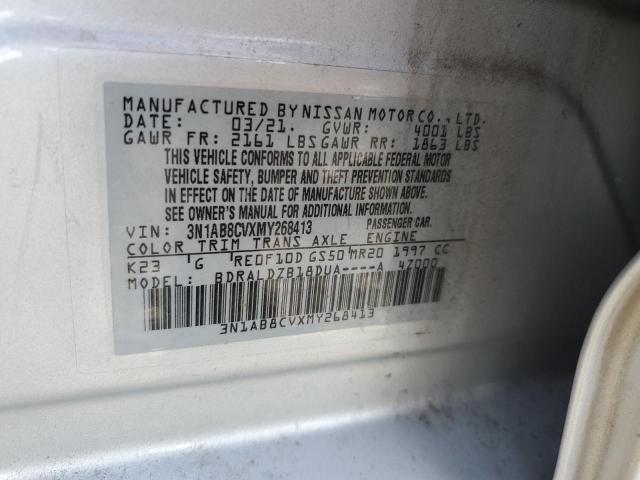 MANUFACTURED BY NISSAN MOTOR CO., LTD.
DATE: 03/21. GVWR: 4001 LBS
GAWR FR: 2161 LBS GAWR RR: 1863 LBS
THIS VEHICLE CONFORMS TO ALL APPLICABLE FEDERAL MOTOR
VEHICLE SAFETY, BUMPER AND THEFT PREVENTION STANDARDS
IN EFFECT ON THE DATE OF MANUFACTURE SHOWN ABOVE.
SEE OWNER'S MANUAL FOR ADDITIONAL INFORMATION.
VIN: 3N1AB8CVXMY268413 PASSENGER CAR.
COLOR TRIM TRANS AXLE ENGINE
K23 G RE0F10D GS50 MR20 1997 CC
MODEL: BDRALDZB18DUA----A 4Z000
3N1AB8CVXMY268413